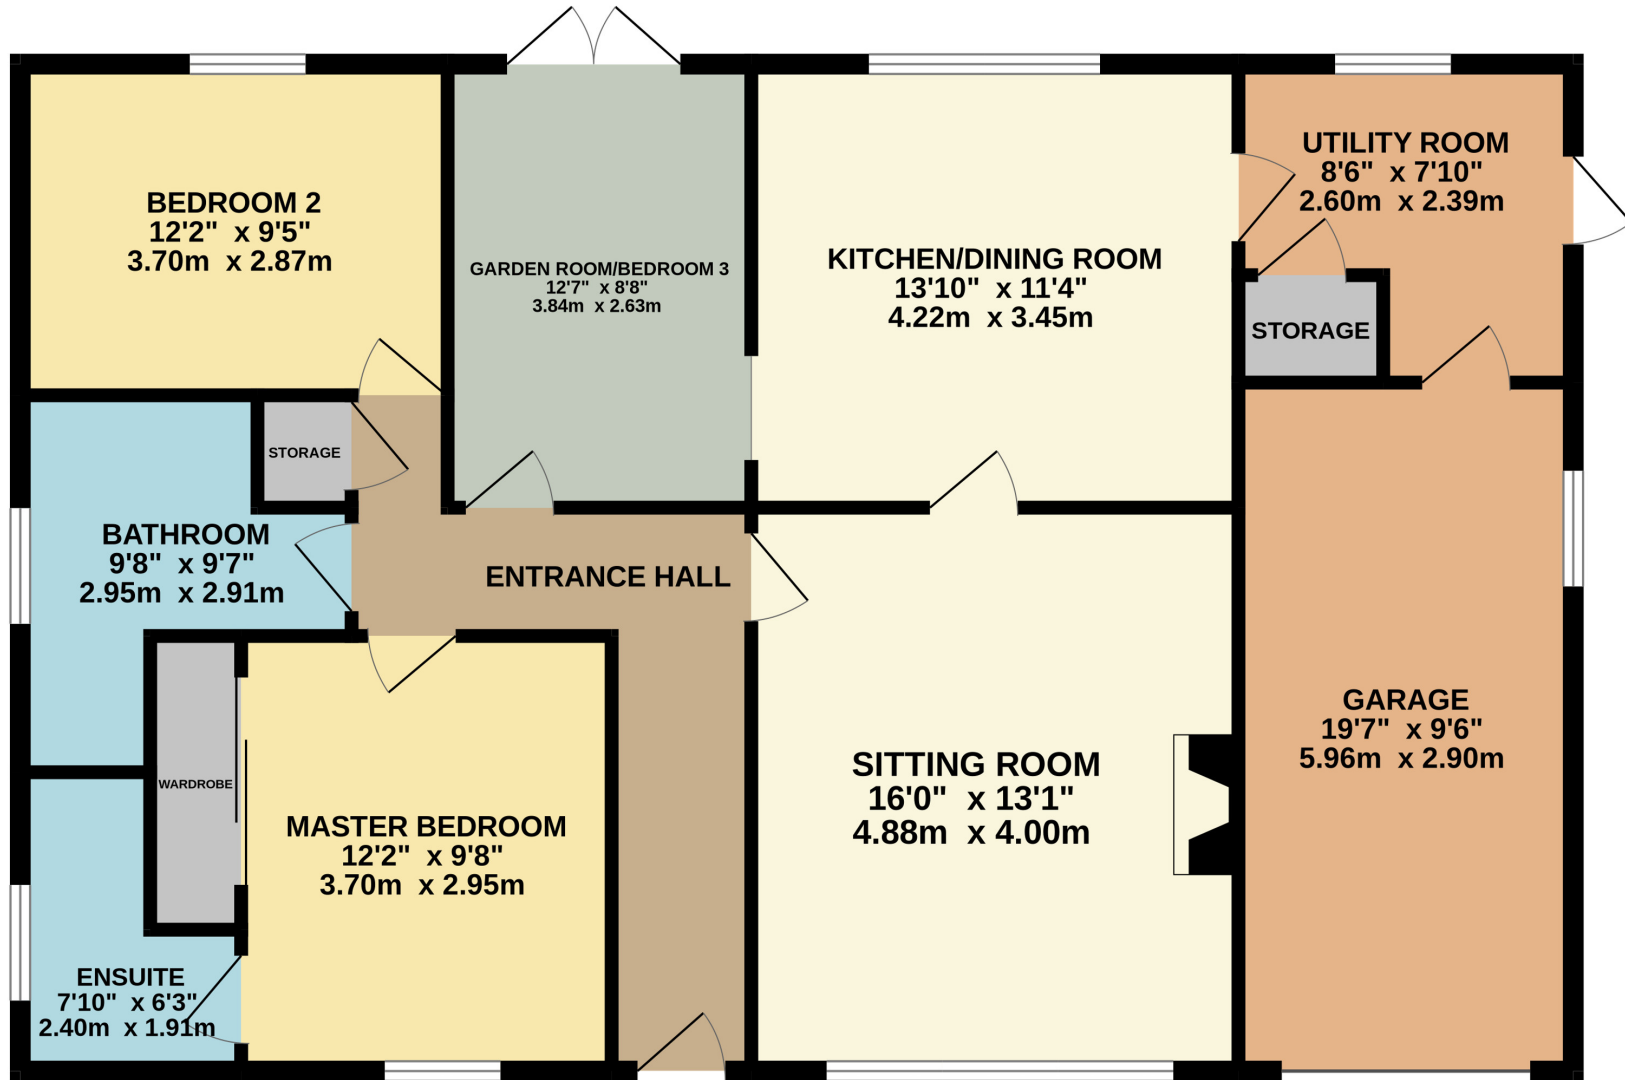 BEDROOM 2
12'2" x 9'5"
3.70m x 2.87m
GARDEN ROOM/BEDROOM 3
12'7" x 8'8"
3.84m x 2.63m
KITCHEN/DINING ROOM
13'10" x 11'4"
4.22m x 3.45m
UTILITY ROOM
8'6" x 7'10"
2.60m x 2.39m
STORAGE
STORAGE
BATHROOM
9'8" x 9'7"
2.95m x 2.91m
ENTRANCE HALL
WARDROBE
MASTER BEDROOM
12'2" x 9'8"
3.70m x 2.95m
SITTING ROOM
16'0" x 13'1"
4.88m x 4.00m
GARAGE
19'7" x 9'6"
5.96m x 2.90m
ENSUITE
7'10" x 6'3"
2.40m x 1.91m